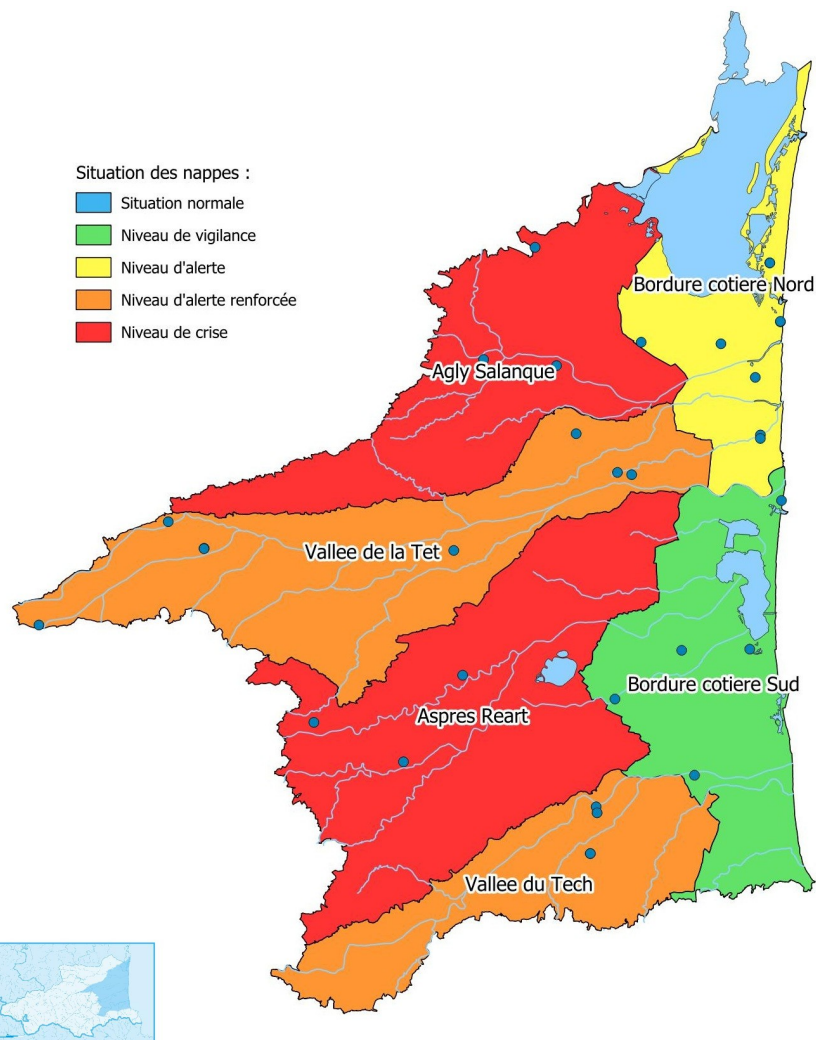 Situation des nappes :
Situation normale
Niveau de vigilance
Niveau d'alerte
Niveau d'alerte renforcée
Niveau de crise
Bordure cotiere Nord
Agly Salanque
Vallee de la Tet
Bordure cotiere Sud
Aspres Reart
Vallee du Tech